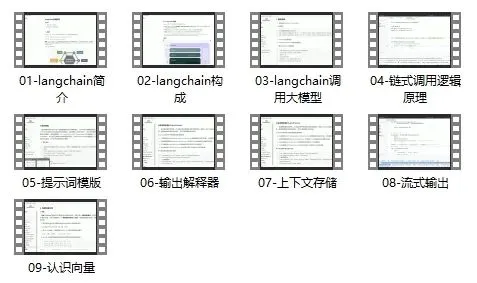 01-langchain简
介
02-langchain构
成
03-langchain调
用大模型
04-链式调用逻辑
原理
05-提示词模版
06-输出解释器
07-上下文存储
08-流式输出
09-认识向量